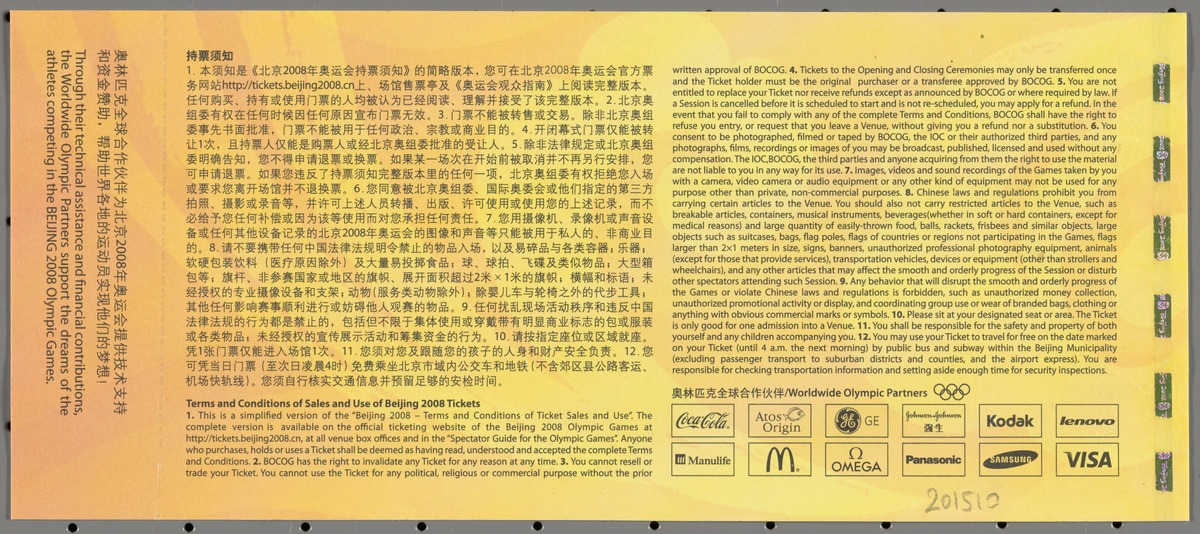 奥林匹克全球合作伙伴为北京2008年奥运会提供技术支持
和资金赞助，帮助世界各地的运动员实现他们的梦想！
Through their technical assistance and financial contributions,
the Worldwide Olympic Partners support the dreams of the
athletes competing in the BEIJING 2008 Olympic Games.
持票须知
1. 本须知是《北京2008年奥运会持票须知》的简略版本，您可在北京2008年奥运会官方票
务网站http://tickets.beijing2008.cn上、场馆售票亭及《奥运会观众指南》上阅读完整版本。
任何购买、持有或使用门票的人均被认为已经阅读、理解并接受了该完整版本。2. 北京奥
组委有权在任何时候因任何原因宣布门票无效。3. 门票不能被转售或交易。除非北京奥组
委事先书面批准，门票不能被用于任何政治、宗教或商业目的。4. 开闭幕式门票仅能被转
让1次，且持票人仅能是购票人或经北京奥组委批准的受让人。5. 除非法律规定或北京奥组
委明确告知，您不得申请退票或换票。如果某一场次在开始前被取消并不再另行安排，您
可申请退票。如果您违反了持票须知完整版本里的任何一项，北京奥组委有权拒绝您入场
或要求您离开场馆并不退换票。6. 您同意被北京奥组委、国际奥委会或他们指定的第三方
拍照、摄影或录音等，并许可上述人员转播、出版、许可使用或使用您的上述记录，而不
必给予您任何补偿或因为该等使用而对您承担任何责任。7. 您用摄像机、录像机或声音设
备或任何其他设备记录的北京2008年奥运会的图像和声音等只能被用于私人的、非商业目
的。8. 请不要携带任何中国法律法规明令禁止的物品入场，以及易碎品与各类容器；乐器；
软硬包装饮料（医疗原因除外）及大量易投掷食品；球、球拍、飞碟及类似物品；大型箱
包等；旗杆、非参赛国家或地区的旗帜、展开面积超过2米×1米的旗帜；横幅和标语；未
经授权的专业摄像设备和支架；动物(服务类动物除外)；除婴儿车与轮椅之外的代步工具；
其他任何影响赛事顺利进行或妨碍他人观赛的物品。9. 任何扰乱现场活动秩序和违反中国
法律法规的行为都是禁止的，包括但不限于集体使用或穿戴带有明显商业标志的包或服装
或各类物品；未经授权的宣传展示活动和筹集资金的行为。10. 请按指定座位或区域就座。
凭1张门票仅能进入场馆1次。11. 您须对您及跟随您的孩子的人身和财产安全负责。12. 您
可凭当日门票（至次日凌晨4时）免费乘坐北京市域内公交车和地铁（不含郊区县公路客运、
机场快轨线）。您须自行核实交通信息并预留足够的安检时间。
Terms and Conditions of Sales and Use of Beijing 2008 Tickets
1. This is a simplified version of the "Beijing 2008 – Terms and Conditions of Ticket Sales and Use". The
complete version is available on the official ticketing website of the Beijing 2008 Olympic Games at
http://tickets.beijing2008.cn, at all venue box offices and in the "Spectator Guide for the Olympic Games". Anyone
who purchases, holds or uses a Ticket shall be deemed as having read, understood and accepted the complete Terms
and Conditions. 2. BOCOG has the right to invalidate any Ticket for any reason at any time. 3. You cannot resell or
trade your Ticket. You cannot use the Ticket for any political, religious or commercial purpose without the prior
written approval of BOCOG. 4. Tickets to the Opening and Closing Ceremonies may only be transferred once
and the Ticket holder must be the original purchaser or a transferee approved by BOCOG. 5. You are not
entitled to replace your Ticket nor receive refunds except as announced by BOCOG or where required by law. If
a Session is cancelled before it is scheduled to start and is not re-scheduled, you may apply for a refund. In the
event that you fail to comply with any of the complete Terms and Conditions, BOCOG shall have the right to
refuse you entry, or request that you leave a Venue, without giving you a refund nor a substitution. 6. You
consent to be photographed, filmed or taped by BOCOG, the IOC or their authorized third parties, and any
photographs, films, recordings or images of you may be broadcast, published, licensed and used without any
compensation. The IOC,BOCOG, the third parties and anyone acquiring from them the right to use the material
are not liable to you in any way for its use. 7. Images, videos and sound recordings of the Games taken by you
with a camera, video camera or audio equipment or any other kind of equipment may not be used for any
purpose other than private, non-commercial purposes. 8. Chinese laws and regulations prohibit you from
carrying certain articles to the Venue. You should also not carry restricted articles to the Venue, such as
breakable articles, containers, musical instruments, beverages(whether in soft or hard containers, except for
medical reasons) and large quantity of easily-thrown food, balls, rackets, frisbees and similar objects, large
objects such as suitcases, bags, flag poles, flags of countries or regions not participating in the Games, flags
larger than 2×1 meters in size, signs, banners, unauthorized professional photography equipment, animals
(except for those that provide services), transportation vehicles, devices or equipment (other than strollers and
wheelchairs), and any other articles that may affect the smooth and orderly progress of the Session or disturb
other spectators attending such Session. 9. Any behavior that will disrupt the smooth and orderly progress of
the Games or violate Chinese laws and regulations is forbidden, such as unauthorized money collection,
unauthorized promotional activity or display, and coordinating group use or wear of branded bags, clothing or
anything with obvious commercial marks or symbols. 10. Please sit at your designated seat or area. The Ticket
is only good for one admission into a Venue. 11. You shall be responsible for the safety and property of both
yourself and any children accompanying you. 12. You may use your Ticket to travel for free on the date marked
on your Ticket (until 4 a.m. the next morning) by public bus and subway within the Beijing Municipality
(excluding passenger transport to suburban districts and counties, and the airport express). You are
responsible for checking transportation information and setting aside enough time for security inspections.
奥林匹克全球合作伙伴/Worldwide Olympic Partners
Coca-Cola Atos Origin GE Johnson & Johnson 强生 Kodak lenovo
Manulife M OMEGA Panasonic SAMSUNG VISA
201510